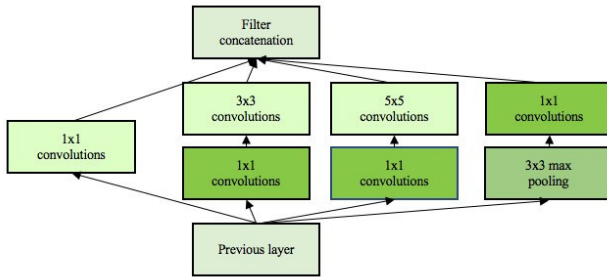 Filter
concatenation
3x3
convolutions
5x5
convolutions
1x1
convolutions
1x1
convolutions
1x1
convolutions
1x1
convolutions
3x3 max
pooling
Previous layer